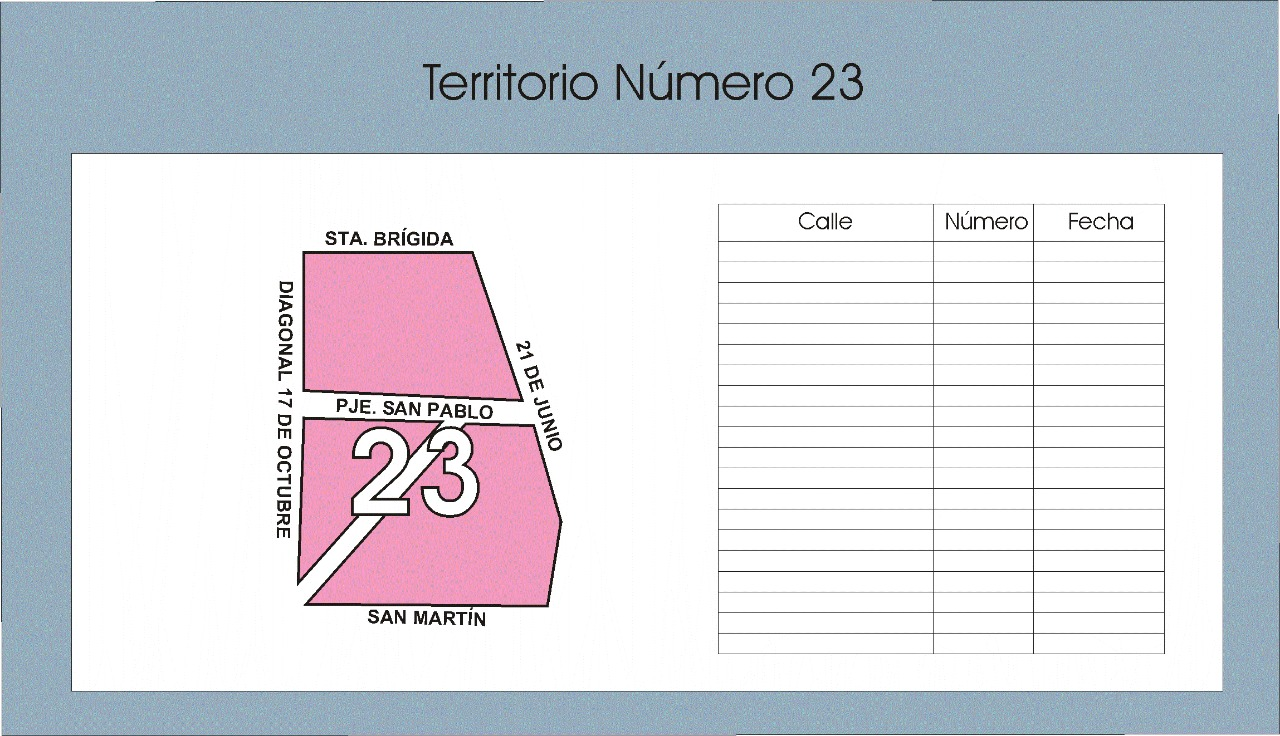 Territorio Número 23
STA. BRÍGIDA
DIAGONAL 17 DE OCTUBRE
21 DE JUNIO
PJE. SAN PABLO
23
SAN MARTÍN
Calle Número Fecha